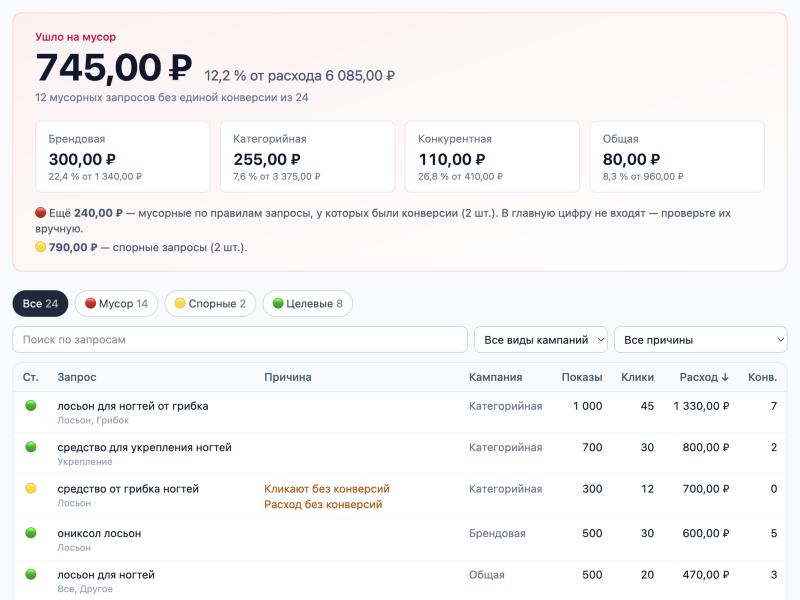 Ушло на мусор
745,00 ₽ 12,2 % от расхода 6 085,00 ₽
12 мусорных запросов без единой конверсии из 24
Брендовая
300,00 ₽
22,4 % от 1 340,00 ₽
Категорийная
255,00 ₽
7,6 % от 3 375,00 ₽
Конкурентная
110,00 ₽
26,8 % от 410,00 ₽
Общая
80,00 ₽
8,3 % от 960,00 ₽
Ещё 240,00 ₽ — мусорные по правилам запросы, у которых были конверсии (2 шт.). В главную цифру не входят — проверьте их
вручную.
790,00 ₽ — спорные запросы (2 шт.).
Все 24 Мусор 14 Спорные 2 Целевые 8
Поиск по запросам Все виды кампаний Все причины
Ст. Запрос Причина Кампания Показы Клики Расход ↓ Конв.
лосьон для ногтей от грибка Категорийная 1 000 45 1 330,00 ₽ 7
Лосьон, Грибок
средство для укрепления ногтей Категорийная 700 30 800,00 ₽ 2
Укрепление
средство от грибка ногтей Кликают без конверсий Категорийная 300 12 700,00 ₽ 0
Лосьон Расход без конверсий
ониксол лосьон Брендовая 500 30 600,00 ₽ 5
Лосьон
лосьон для ногтей Общая 500 20 470,00 ₽ 3
Все, Другое